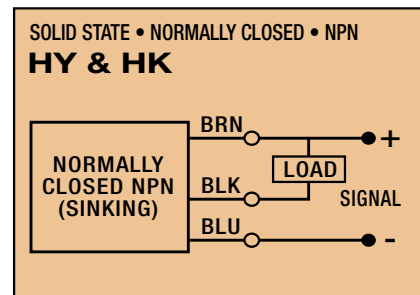 SOLID STATE • NORMALLY CLOSED • NPN
HY & HK
BRN
+
NORMALLY
CLOSED NPN
(SINKING)
LOAD
BLK
SIGNAL
BLU
-